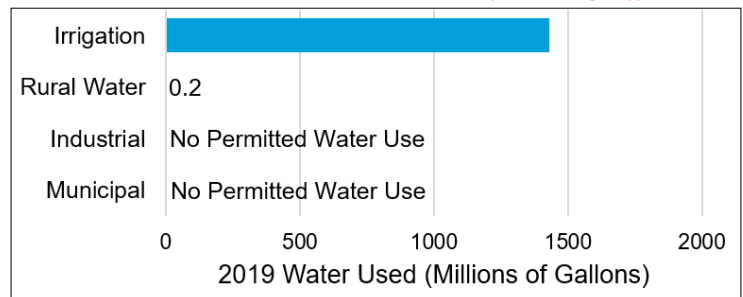 Irrigation
Rural Water 0.2
Industrial No Permitted Water Use
Municipal No Permitted Water Use
0 500 1000 1500 2000
2019 Water Used (Millions of Gallons)